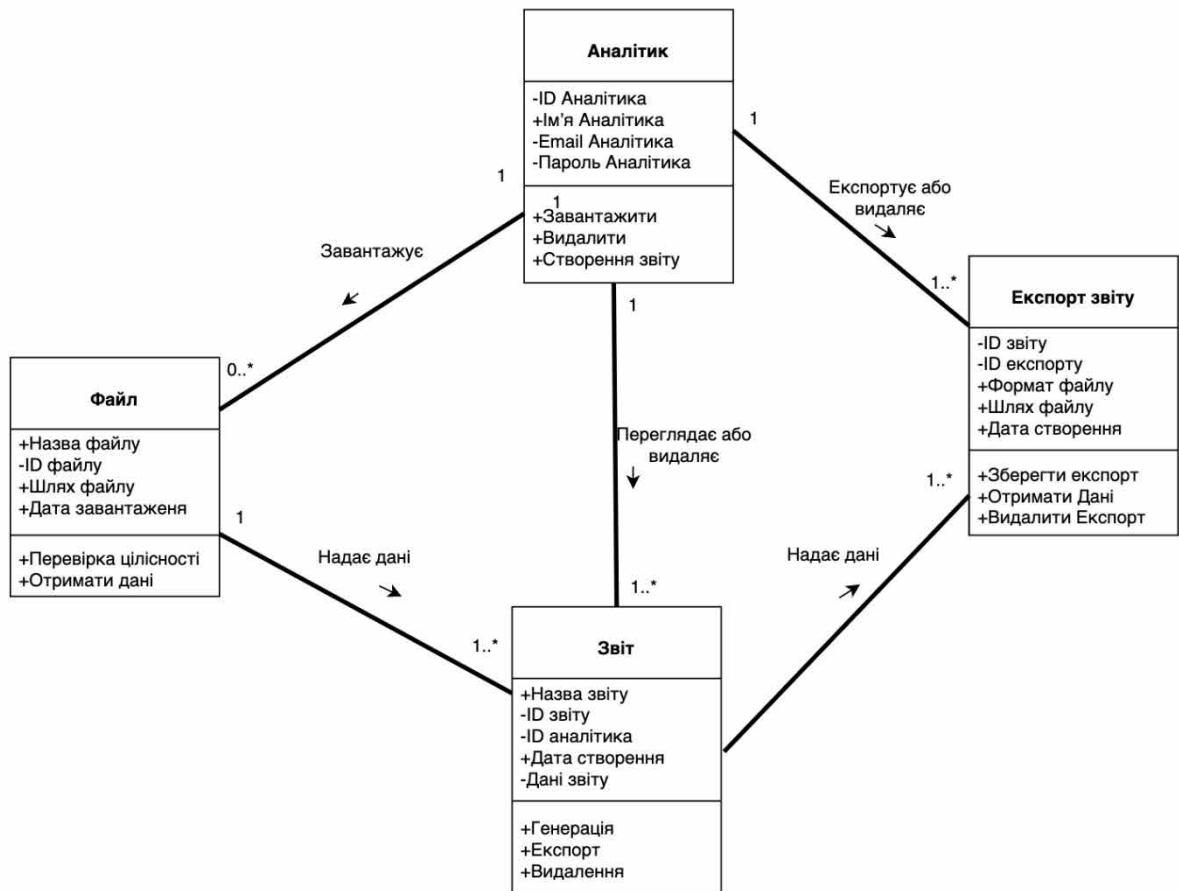 Аналітик
-ID Аналітика
+Ім'я Аналітика
-Email Аналітика
-Пароль Аналітика
1
+Завантажити
+Видалити
+Створення звіту
1
Завантажує
0..*
1
Експортує або
видаляє
1..*
Експорт звіту
-ID звіту
-ID експорту
+Формат файлу
+Шлях файлу
+Дата створення
+Зберегти експорт
+Отримати Дані
+Видалити Експорт
1
Переглядає або
видаляє
1..*
Файл
+Назва файлу
-ID файлу
+Шлях файлу
+Дата завантаженя
+Перевірка цілісності
+Отримати дані
1
Надає дані
1..*
Надає дані
1..*
Звіт
+Назва звіту
-ID звіту
-ID аналітика
+Дата створення
-Дані звіту
+Генерація
+Експорт
+Видалення